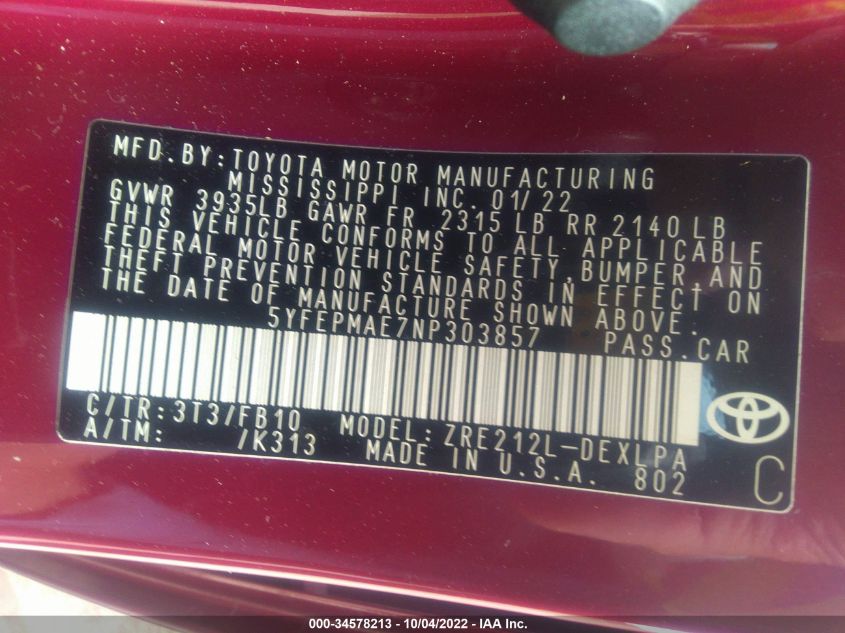 MFD.BY:TOYOTA MOTOR MANUFACTURING
MISSISSIPPI INC. 01/22
GVWR 3935LB GAWR FR 2315 LB RR 2140 LB
THIS VEHICLE CONFORMS TO ALL APPLICABLE
FEDERAL MOTOR VEHICLE SAFETY,BUMPER,AND
THEFT PREVENTION STANDARDS IN EFFECT ON
THE DATE OF MANUFACTURE SHOWN ABOVE.
5YFEPMAE7NP303857 PASS.CAR
C/TR:3T3/FB10 MODEL:ZRE212L-DEXLPA
A/TM: /K313 MADE IN U.S.A. 802
C
000-34578213 - 10/04/2022 - IAA Inc.